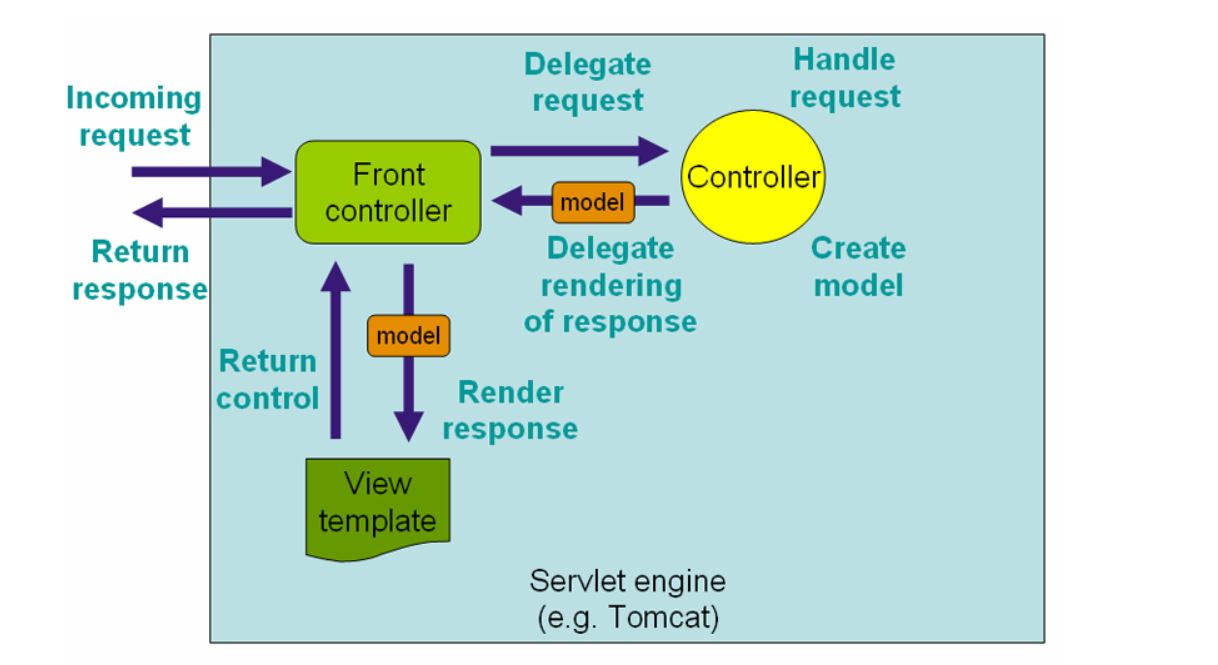 Incoming
request
Return
response
Front
controller
Delegate
request
model
Delegate
rendering
of response
Handle
request
Controller
Create
model
Return
control
model
Render
response
View
template
Servlet engine
(e.g. Tomcat)